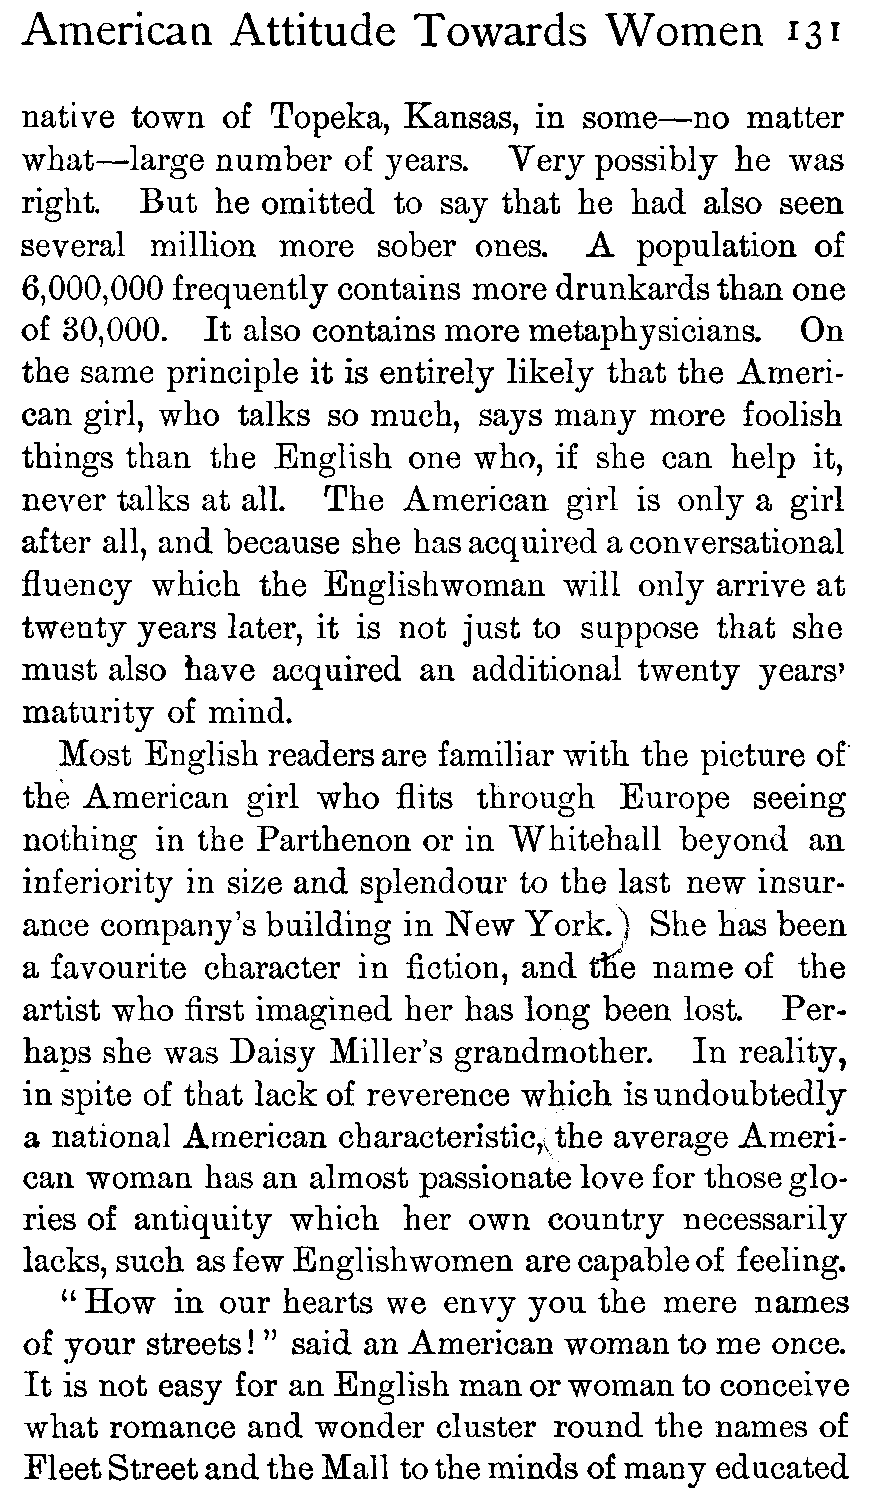 American Attitude Towards Women 131
native town of Topeka, Kansas, in some—no matter
what—large number of years. Very possibly he was
right. But he omitted to say that he had also seen
several million more sober ones. A population of
6,000,000 frequently contains more drunkards than one
of 30,000. It also contains more metaphysicians. On
the same principle it is entirely likely that the Ameri-
can girl, who talks so much, says many more foolish
things than the English one who, if she can help it,
never talks at all. The American girl is only a girl
after all, and because she has acquired a conversational
fluency which the Englishwoman will only arrive at
twenty years later, it is not just to suppose that she
must also have acquired an additional twenty years'
maturity of mind.
Most English readers are familiar with the picture of
the American girl who flits through Europe seeing
nothing in the Parthenon or in Whitehall beyond an
inferiority in size and splendour to the last new insur-
ance company's building in New York.) She has been
a favourite character in fiction, and the name of the
artist who first imagined her has long been lost. Per-
haps she was Daisy Miller's grandmother. In reality,
in spite of that lack of reverence which is undoubtedly
a national American characteristic, the average Ameri-
can woman has an almost passionate love for those glo-
ries of antiquity which her own country necessarily
lacks, such as few Englishwomen are capable of feeling.
"How in our hearts we envy you the mere names
of your streets!" said an American woman to me once.
It is not easy for an English man or woman to conceive
what romance and wonder cluster round the names of
Fleet Street and the Mall to the minds of many educated